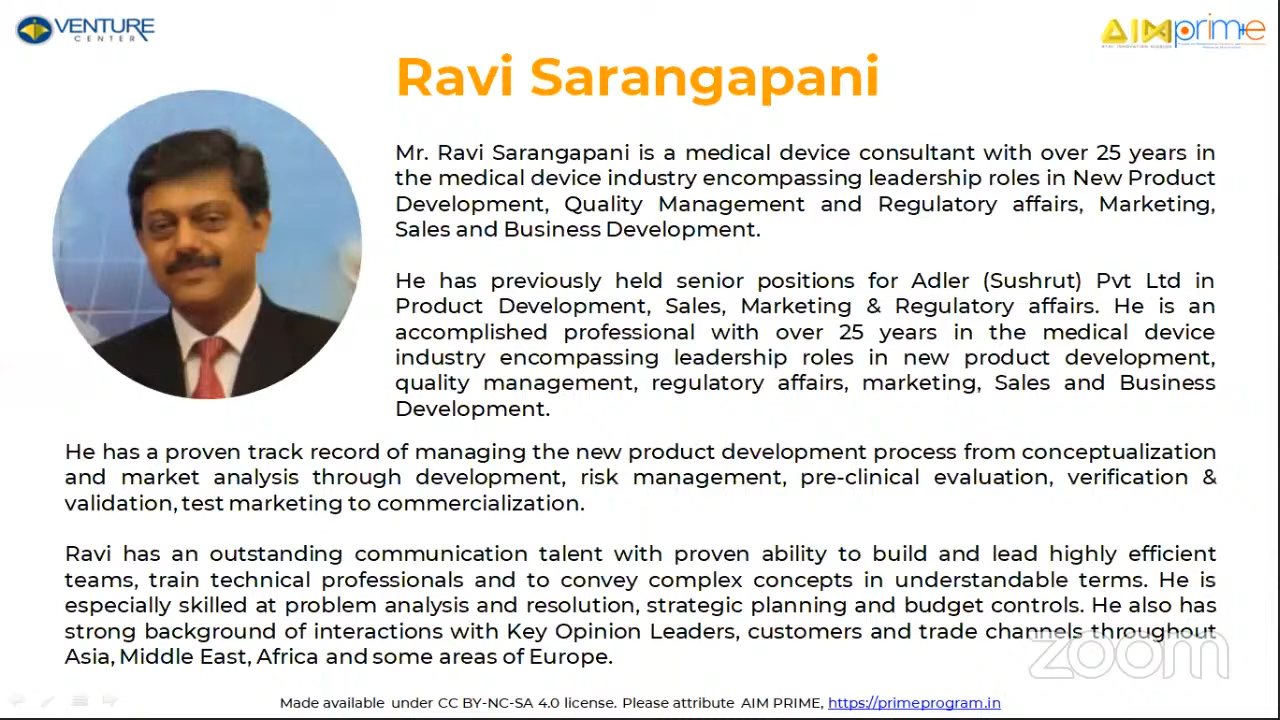 VENTURE
CENTER
AIM
ATAL INNOVATION MISSION
prime
Ravi Sarangapani
Mr. Ravi Sarangapani is a medical device consultant with over 25 years in
the medical device industry encompassing leadership roles in New Product
Development, Quality Management and Regulatory affairs, Marketing,
Sales and Business Development.
He has previously held senior positions for Adler (Sushrut) Pvt Ltd in
Product Development, Sales, Marketing & Regulatory affairs. He is an
accomplished professional with over 25 years in the medical device
industry encompassing leadership roles in new product development,
quality management, regulatory affairs, marketing, Sales and Business
Development.
He has a proven track record of managing the new product development process from conceptualization
and market analysis through development, risk management, pre-clinical evaluation, verification &
validation, test marketing to commercialization.
Ravi has an outstanding communication talent with proven ability to build and lead highly efficient
teams, train technical professionals and to convey complex concepts in understandable terms. He is
especially skilled at problem analysis and resolution, strategic planning and budget controls. He also has
strong background of interactions with Key Opinion Leaders, customers and trade channels throughout
Asia, Middle East, Africa and some areas of Europe.
zoom
Made available under CC BY-NC-SA 4.0 license. Please attribute AIM PRIME, https://primeprogram.in